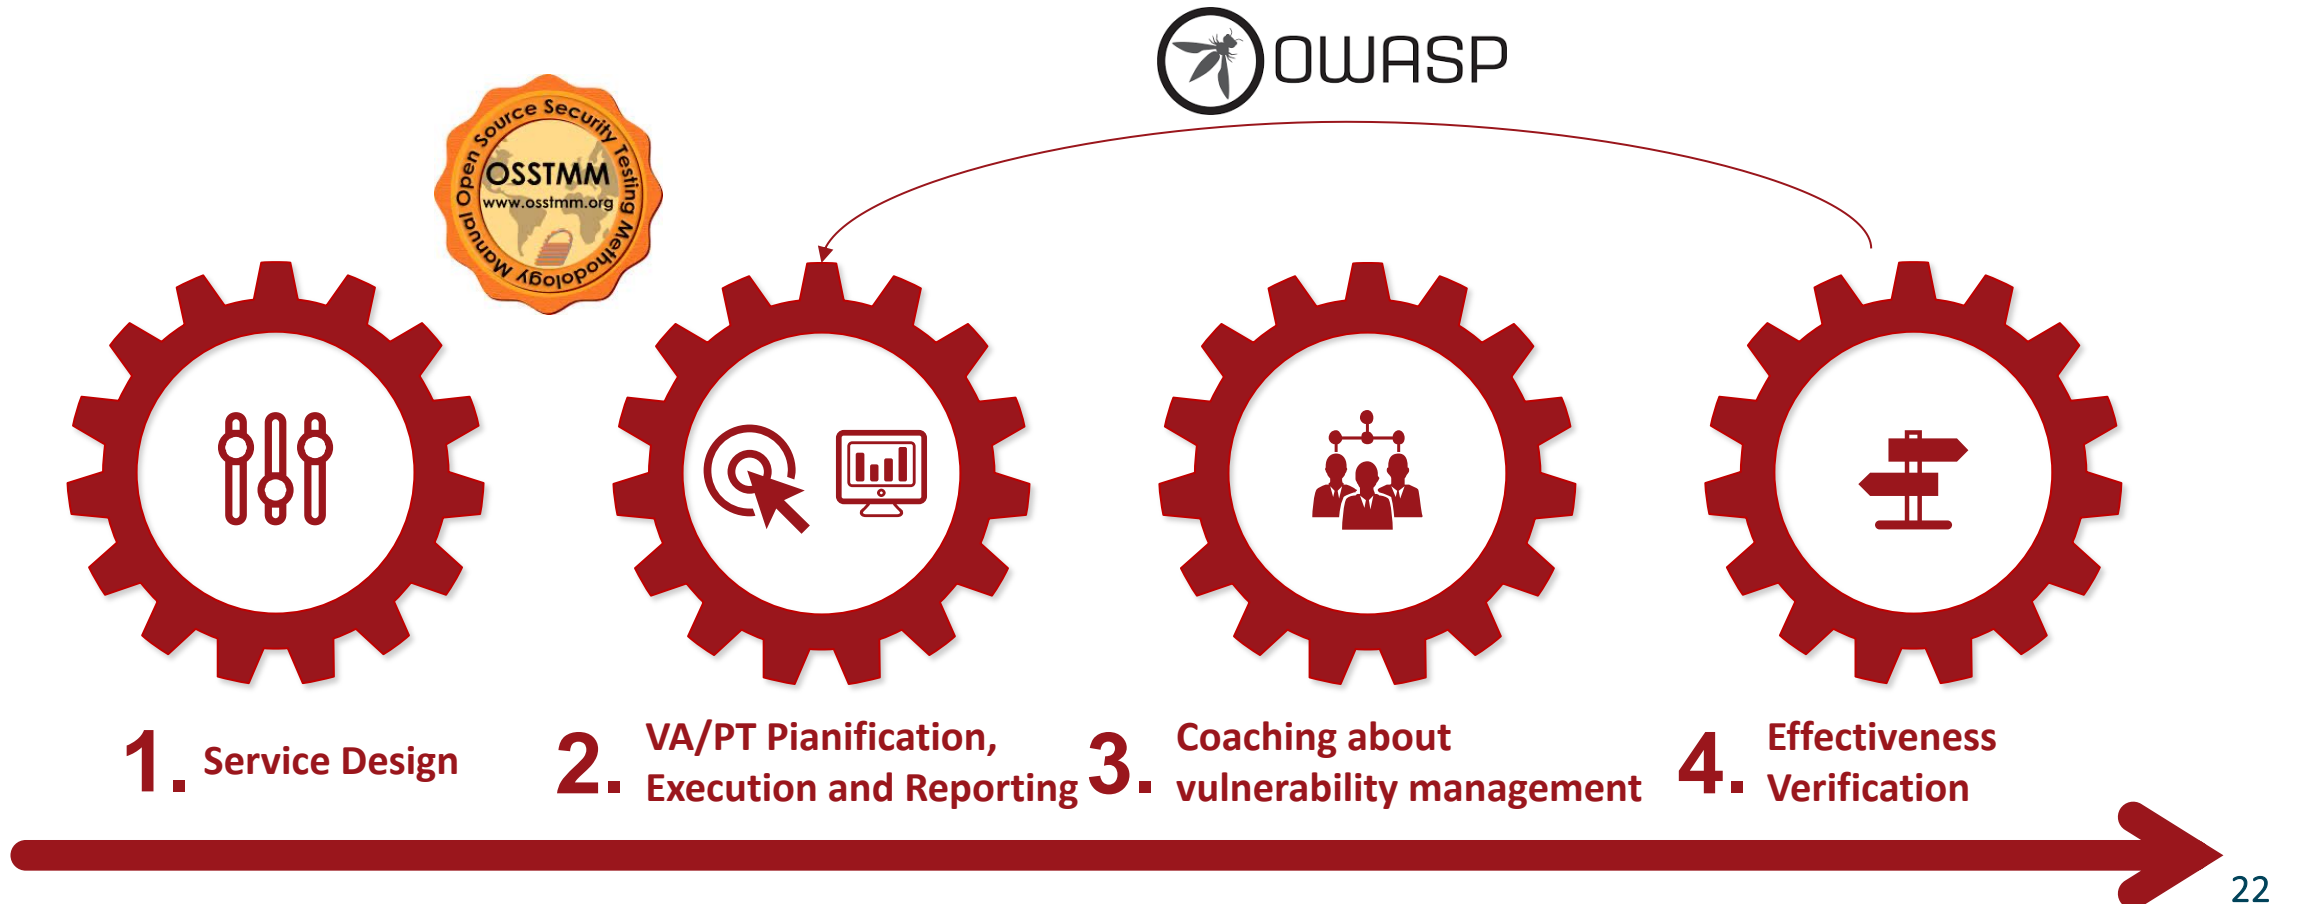 OWASP
Open Source Security Testing Methodology Manual
OSSTMM
www.osstmm.org
1. Service Design
2. VA/PT Pianification,
Execution and Reporting
3. Coaching about
vulnerability management
4. Effectiveness
Verification
22